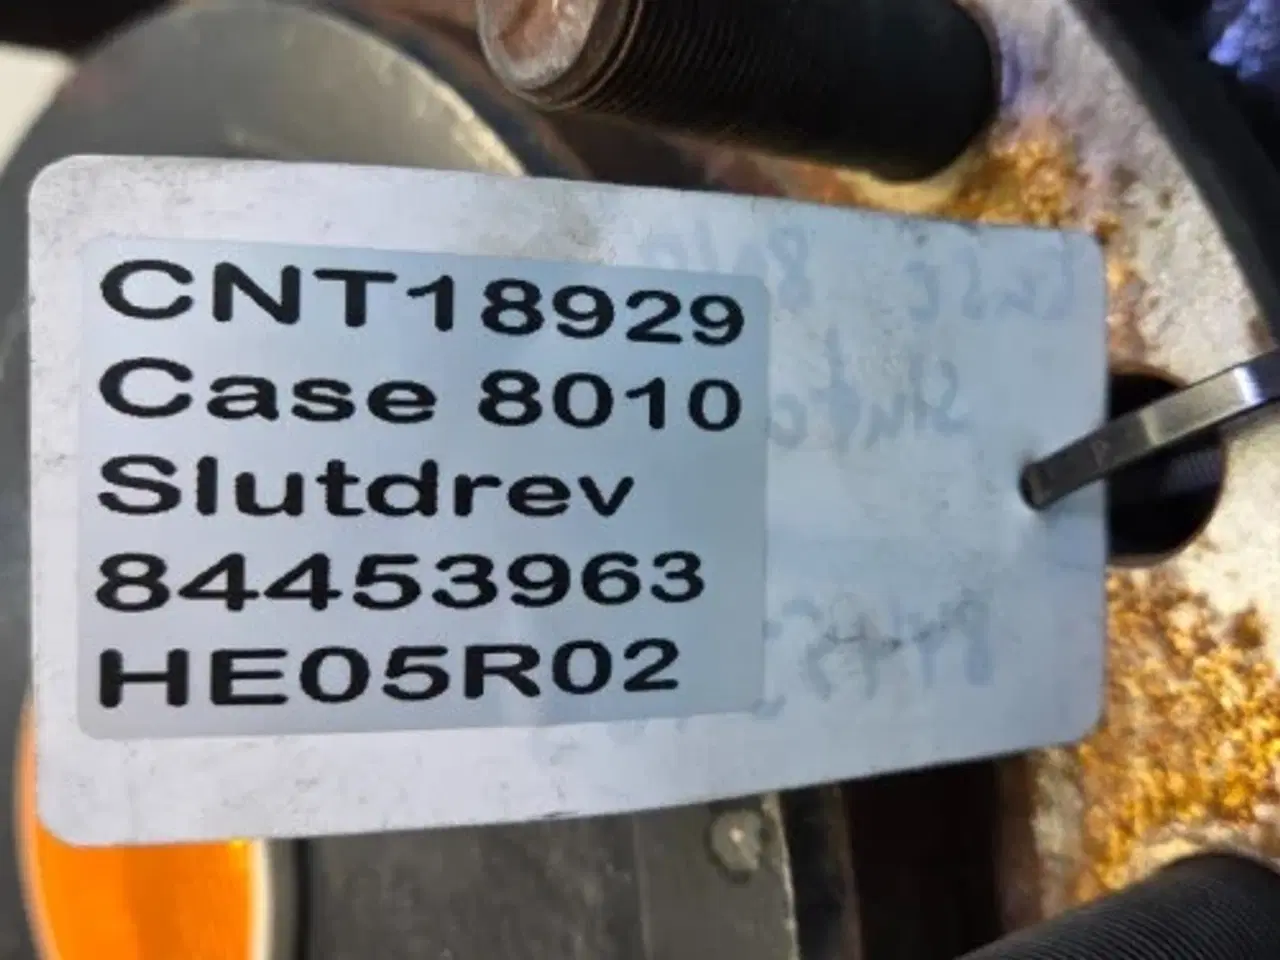 CNT18929
Case 8010
Slutdrev
84453963
HE05R02